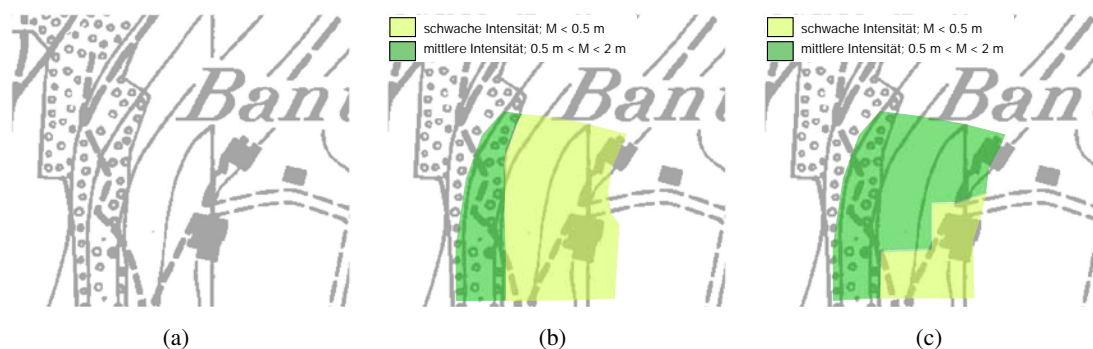 schwache Intensität; M < 0.5 m
mittlere Intensität; 0.5 m < M < 2 m
schwache Intensität; M < 0.5 m
mittlere Intensität; 0.5 m < M < 2 m
Ban
Ban
Ban
(a)
(b)
(c)